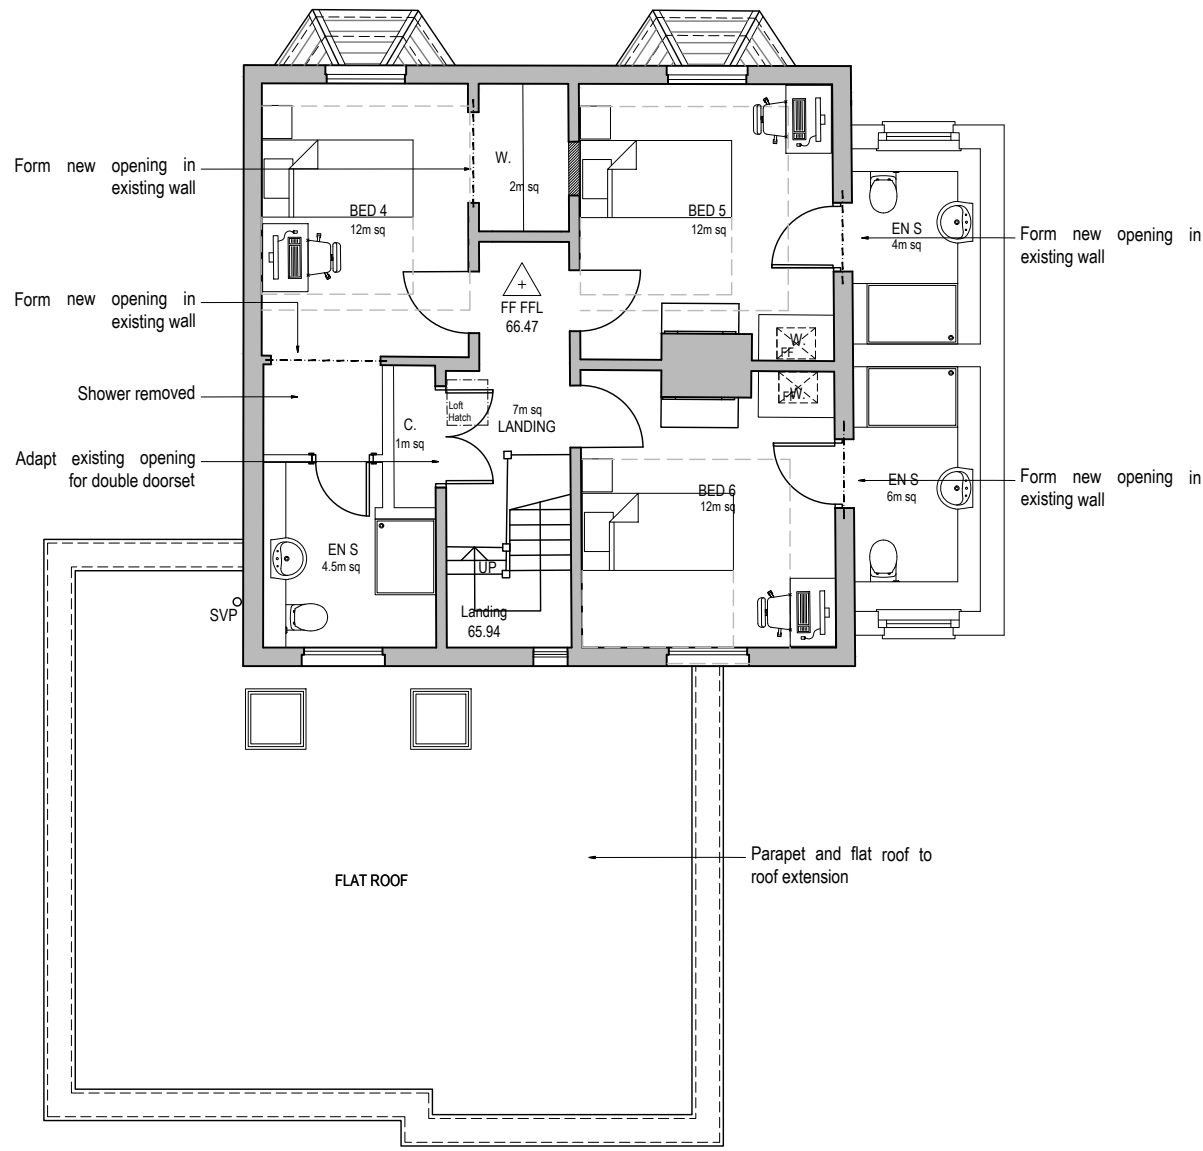 Form new opening in
existing wall
W.
2m sq
BED 4
12m sq
BED 5
12m sq
EN S
4m sq
Form new opening in
existing wall
Form new opening in
existing wall
FF FFL
66.47
W.
FF
Shower removed
Loft
Hatch
7m sq
LANDING
C.
1m sq
W.
Adapt existing opening
for double doorset
BED 6
12m sq
EN S
6m sq
Form new opening in
existing wall
EN S
4.5m sq
UP
SVP
Landing
65.94
Parapet and flat roof to
roof extension
FLAT ROOF